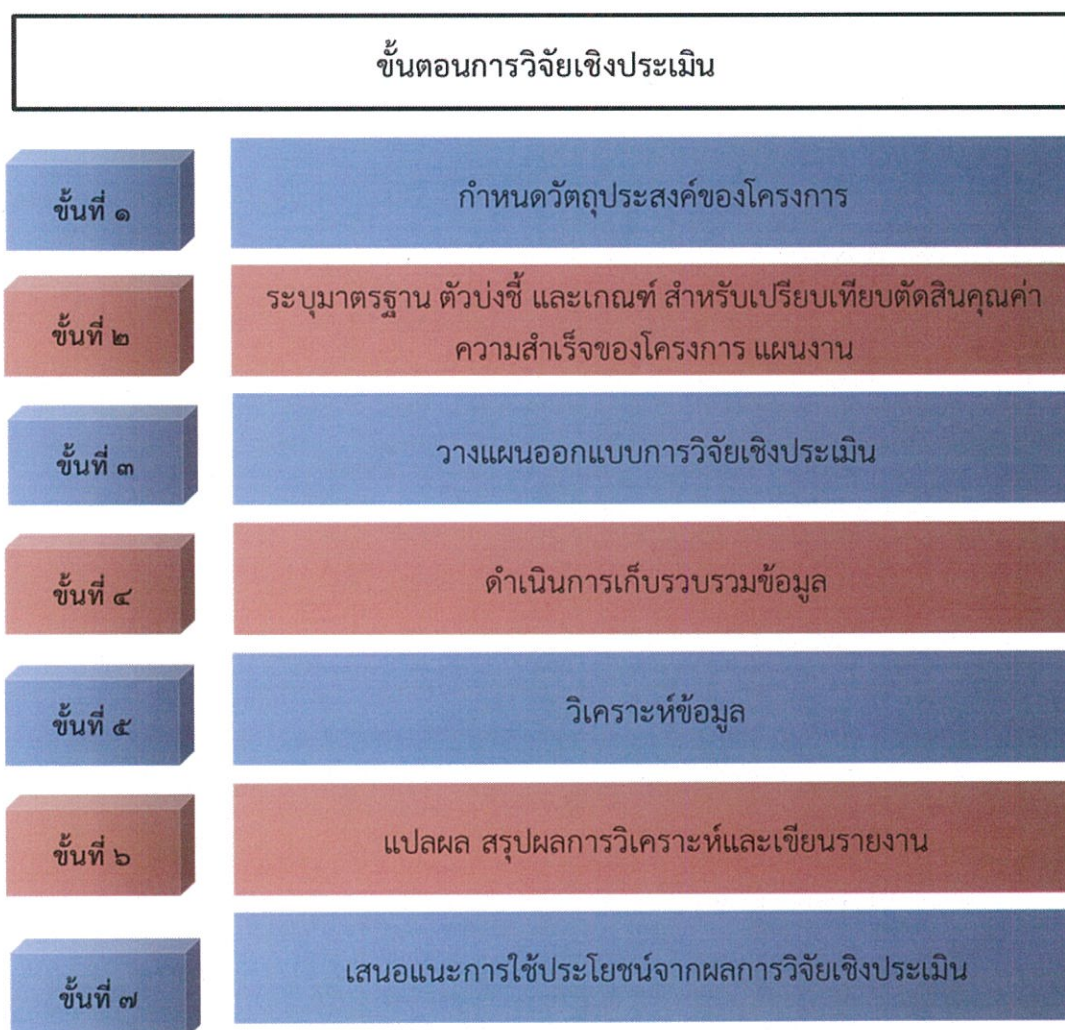 ขั้นตอนการวิจัยเชิงประเมิน
ขั้นที่ ๑
กำหนดวัตถุประสงค์ของโครงการ
ขั้นที่ ๒
ระบุมาตรฐาน ตัวบ่งชี้ และเกณฑ์ สำหรับเปรียบเทียบตัดสินคุณค่า
ความสำเร็จของโครงการ แผนงาน
ขั้นที่ ๓
วางแผนออกแบบการวิจัยเชิงประเมิน
ขั้นที่ ๔
ดำเนินการเก็บรวบรวมข้อมูล
ขั้นที่ ๕
วิเคราะห์ข้อมูล
ขั้นที่ ๖
แปลผล สรุปผลการวิเคราะห์และเขียนรายงาน
ขั้นที่ ๗
เสนอแนะการใช้ประโยชน์จากผลการวิจัยเชิงประเมิน